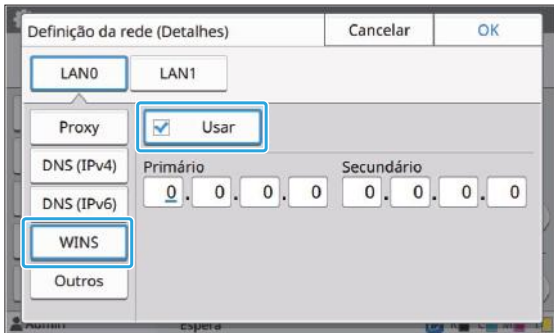 Definição da rede (Detalhes) Cancelar OK
LAN0 LAN1
Proxy Usar
DNS (IPv4) Primário Secundário
0. 0. 0. 0 0. 0. 0. 0
DNS (IPv6)
WINS
Outros
Admin Espera